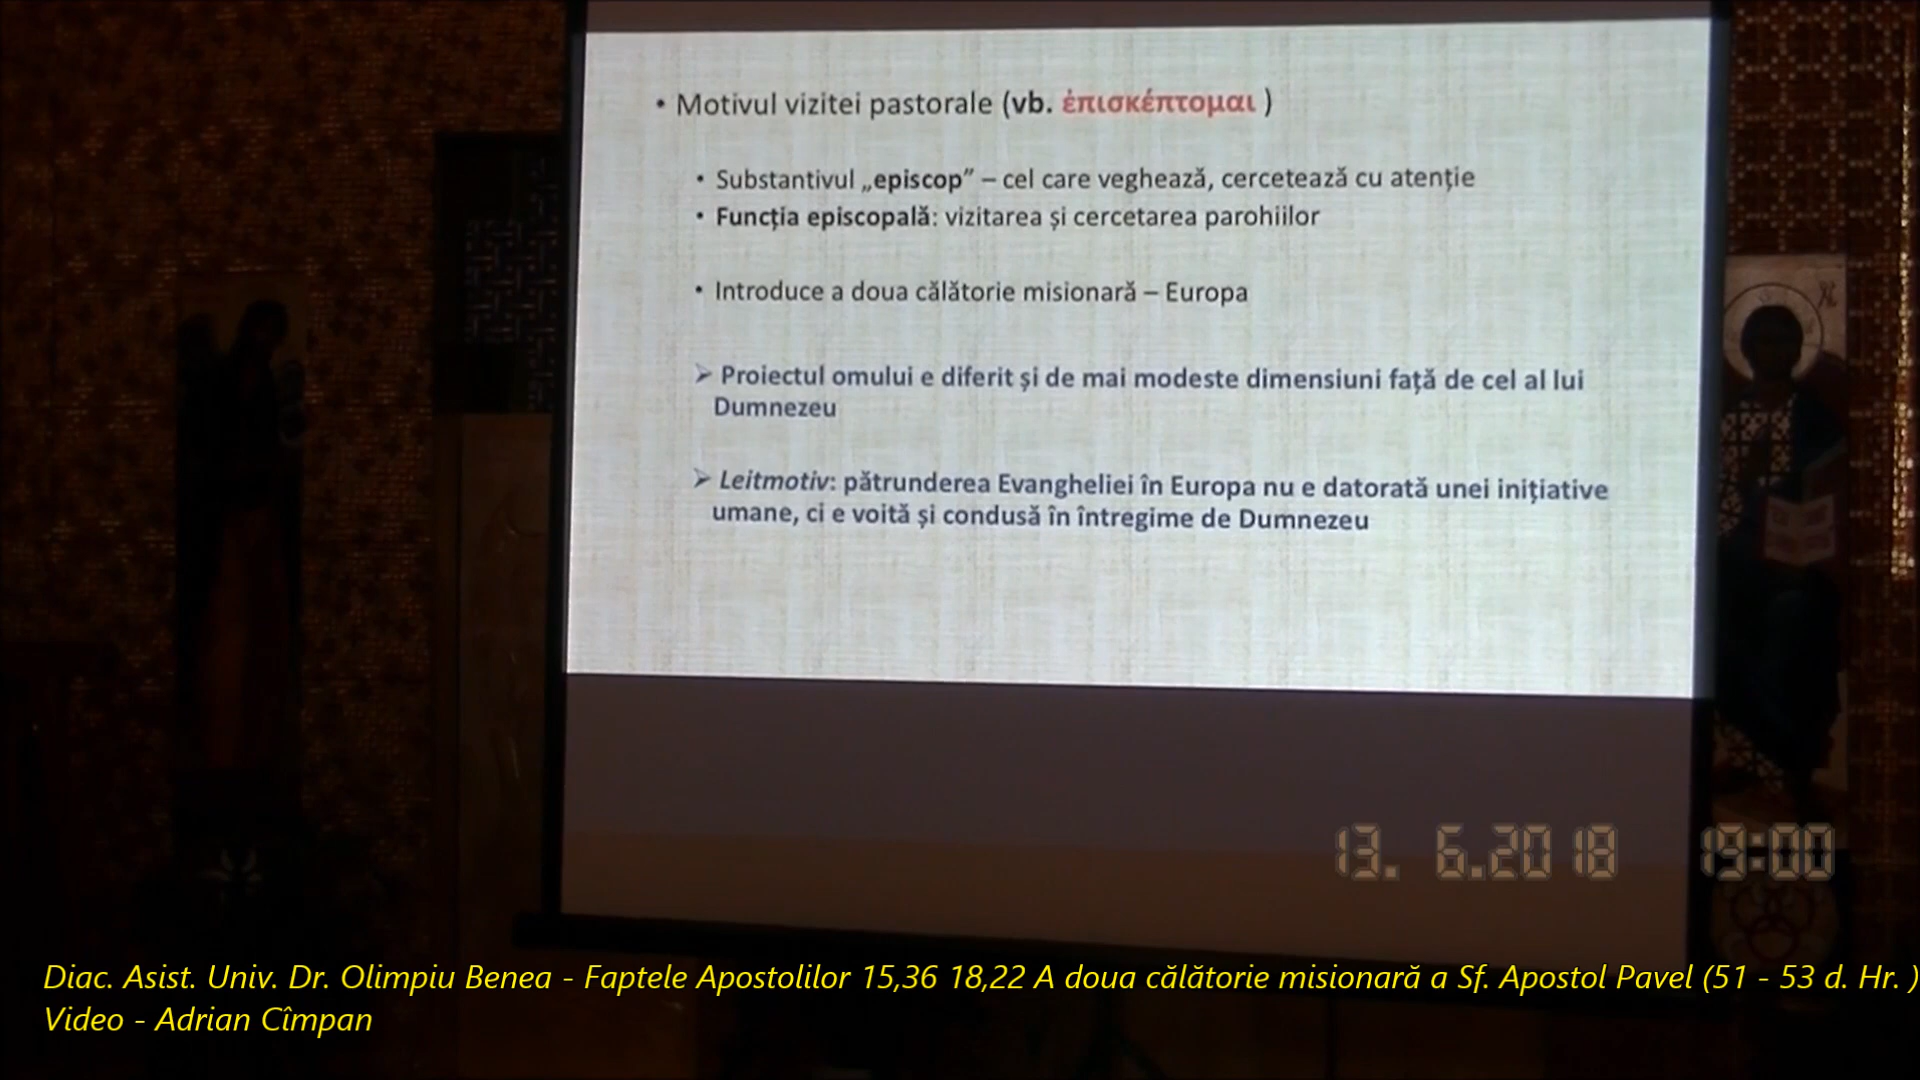 • Motivul vizitei pastorale (vb. ἐπισκέπτομαι )
• Substantivul „episcop” – cel care veghează, cercetează cu atenție
• Funcția episcopală: vizitarea și cercetarea parohiilor
• Introduce a doua călătorie misionară – Europa
➢ Proiectul omului e diferit și de mai modeste dimensiuni față de cel al lui
Dumnezeu
➢ Leitmotiv: pătrunderea Evangheliei în Europa nu e datorată unei inițiative
umane, ci e voită și condusă în întregime de Dumnezeu
13. 6.2018 19:00
Diac. Asist. Univ. Dr. Olimpiu Benea - Faptele Apostolilor 15,36 18,22 A doua călătorie misionară a Sf. Apostol Pavel (51 - 53 d. Hr. )
Video - Adrian Cîmpan